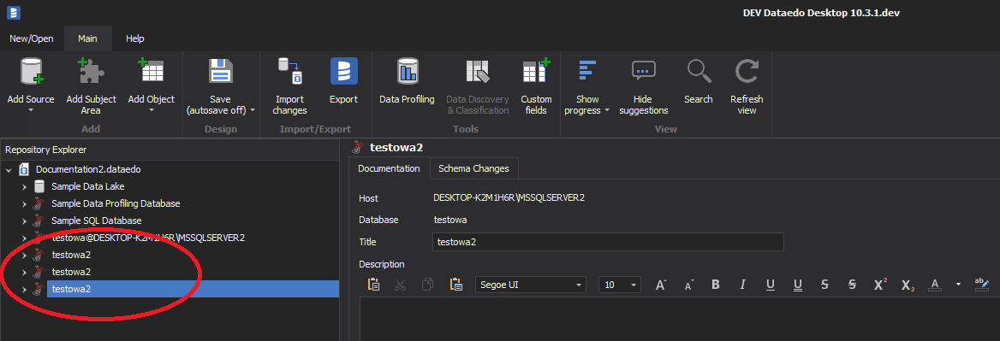 DEV Dataedo Desktop 10.3.1.dev
New/Open Main Help
Add Source Add Subject Area Add Object Save (autosave off) Import changes Export Data Profiling Data Discovery & Classification Custom fields Show progress Hide suggestions Search Refresh view
Add Design Import/Export Tools View
Repository Explorer
Documentation2.dataedo
Sample Data Lake
Sample Data Profiling Database
Sample SQL Database
testowa@DESKTOP-K2M1H6R\MSSQLSERVER2
testowa2
testowa2
testowa2
testowa2
Documentation Schema Changes
Host DESKTOP-K2M1H6R\MSSQLSERVER2
Database testowa
Title testowa2
Description
Segoe UI 10 A A B I U U S S X² X₂ A ab